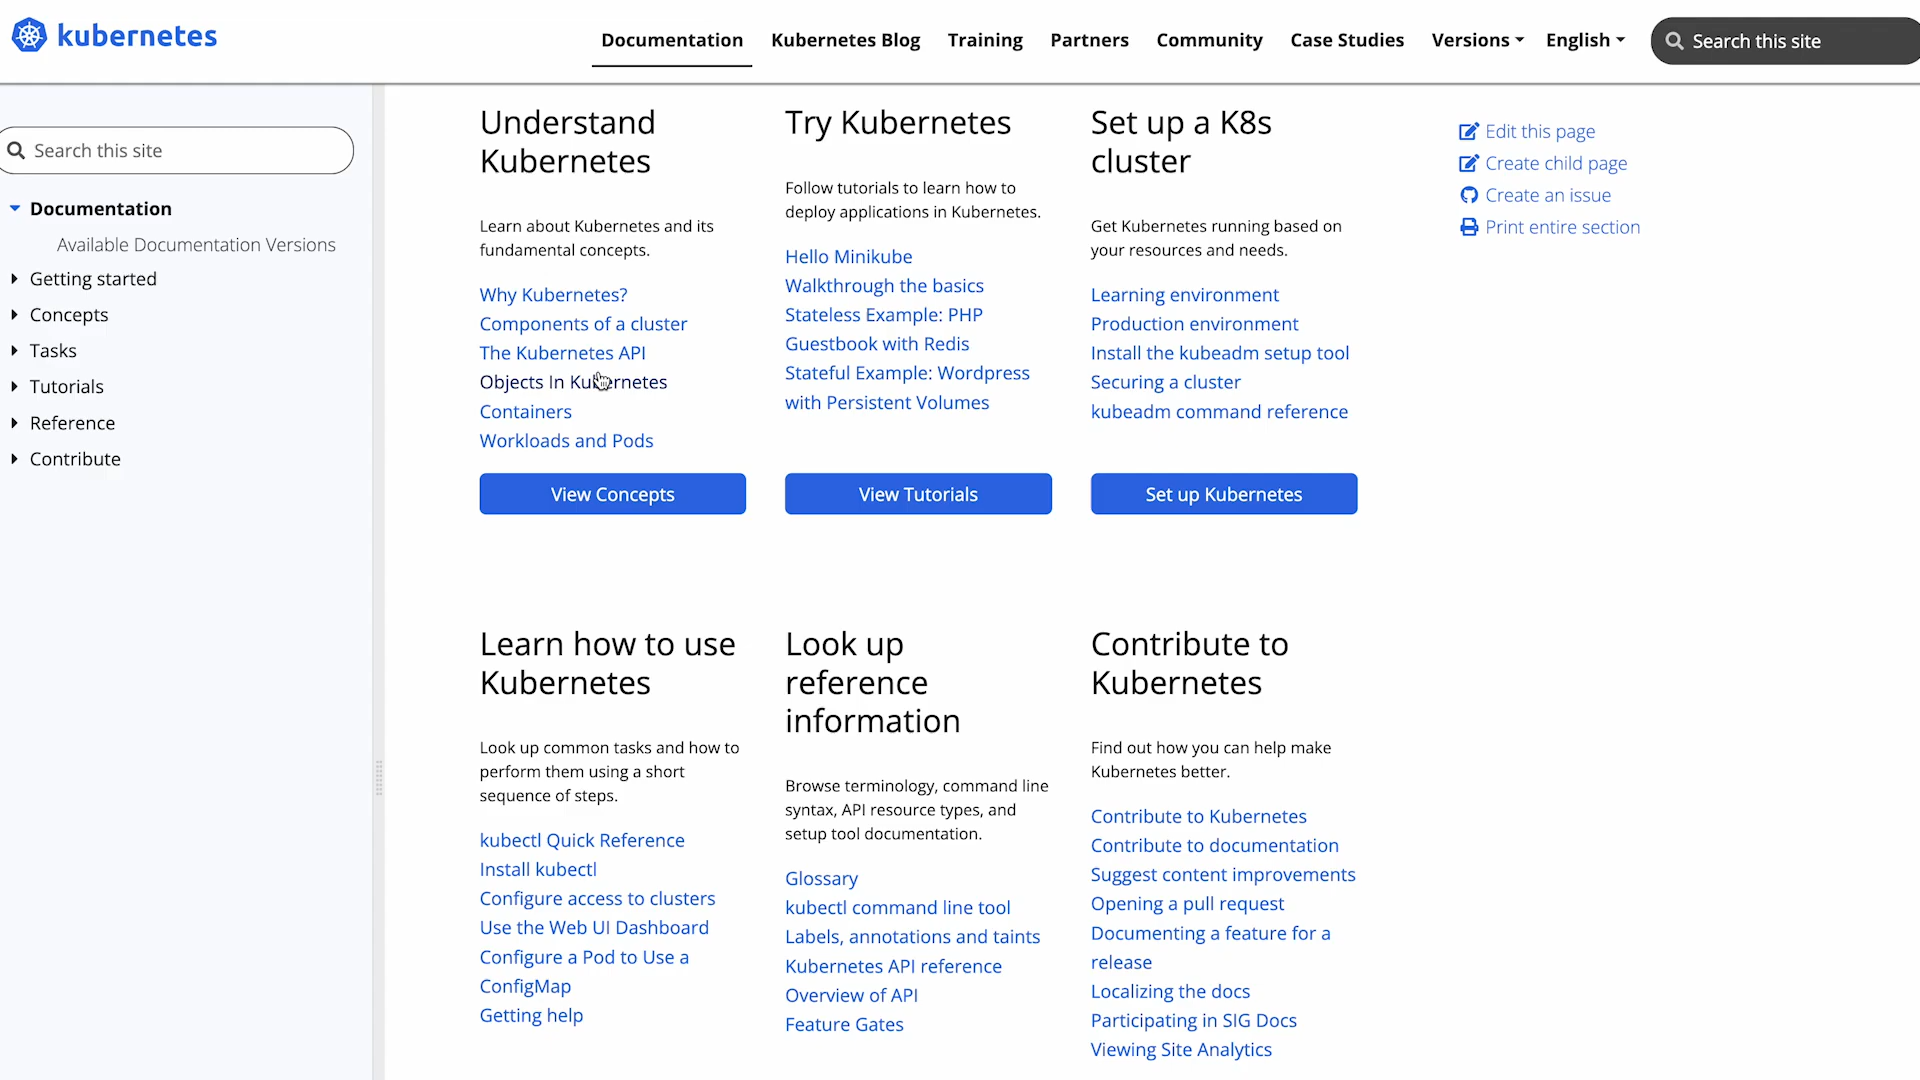 kubernetes
Documentation
Kubernetes Blog
Training
Partners
Community
Case Studies
Versions
English
Search this site
Search this site
Documentation
Available Documentation Versions
Getting started
Concepts
Tasks
Tutorials
Reference
Contribute
Understand
Kubernetes
Learn about Kubernetes and its
fundamental concepts.
Why Kubernetes?
Components of a cluster
The Kubernetes API
Objects In Kubernetes
Containers
Workloads and Pods
View Concepts
Try Kubernetes
Follow tutorials to learn how to
deploy applications in Kubernetes.
Hello Minikube
Walkthrough the basics
Stateless Example: PHP
Guestbook with Redis
Stateful Example: Wordpress
with Persistent Volumes
View Tutorials
Set up a K8s
cluster
Get Kubernetes running based on
your resources and needs.
Learning environment
Production environment
Install the kubeadm setup tool
Securing a cluster
kubeadm command reference
Set up Kubernetes
Edit this page
Create child page
Create an issue
Print entire section
Learn how to use
Kubernetes
Look up common tasks and how to
perform them using a short
sequence of steps.
kubectl Quick Reference
Install kubectl
Configure access to clusters
Use the Web UI Dashboard
Configure a Pod to Use a
ConfigMap
Getting help
Look up
reference
information
Browse terminology, command line
syntax, API resource types, and
setup tool documentation.
Glossary
kubectl command line tool
Labels, annotations and taints
Kubernetes API reference
Overview of API
Feature Gates
Contribute to
Kubernetes
Find out how you can help make
Kubernetes better.
Contribute to Kubernetes
Contribute to documentation
Suggest content improvements
Opening a pull request
Documenting a feature for a
release
Localizing the docs
Participating in SIG Docs
Viewing Site Analytics